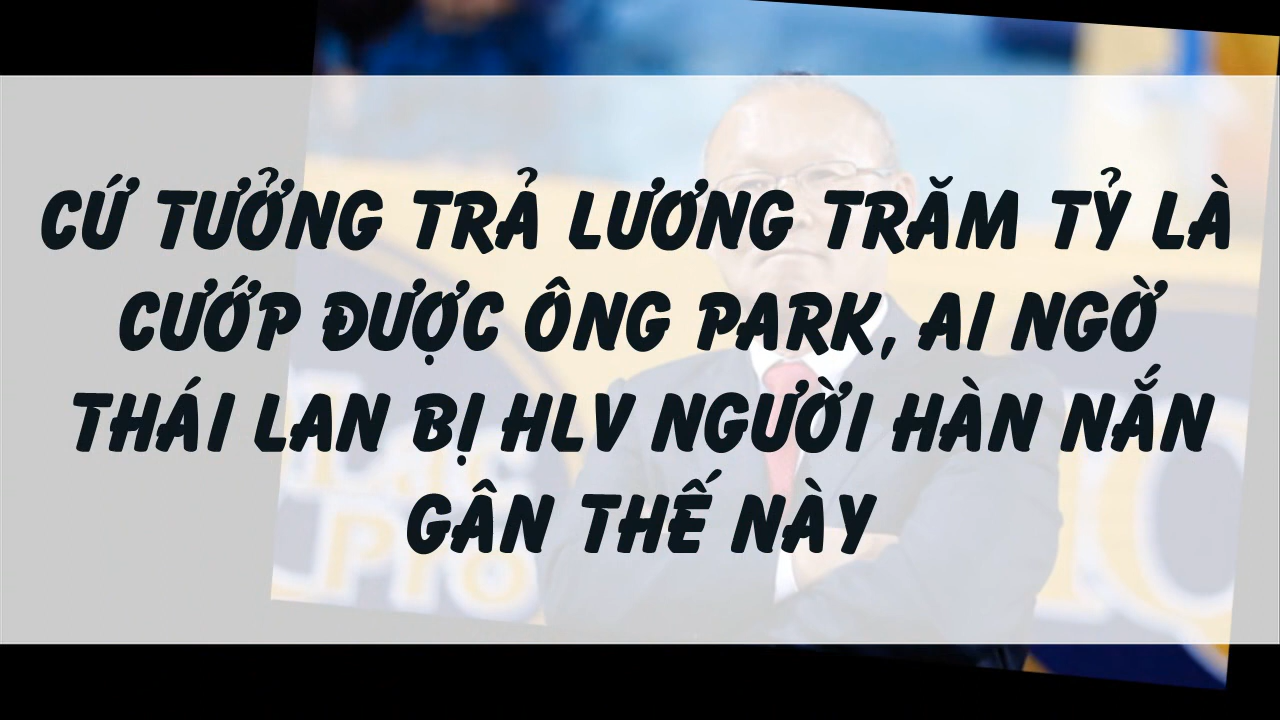 CỨ TƯỞNG TRẢ LƯƠNG TRĂM TỶ LÀ
CƯỚP ĐƯỢC ÔNG PARK, AI NGỜ
THÁI LAN BỊ HLV NGƯỜI HÀN NẮN
GÂN THẾ NÀY